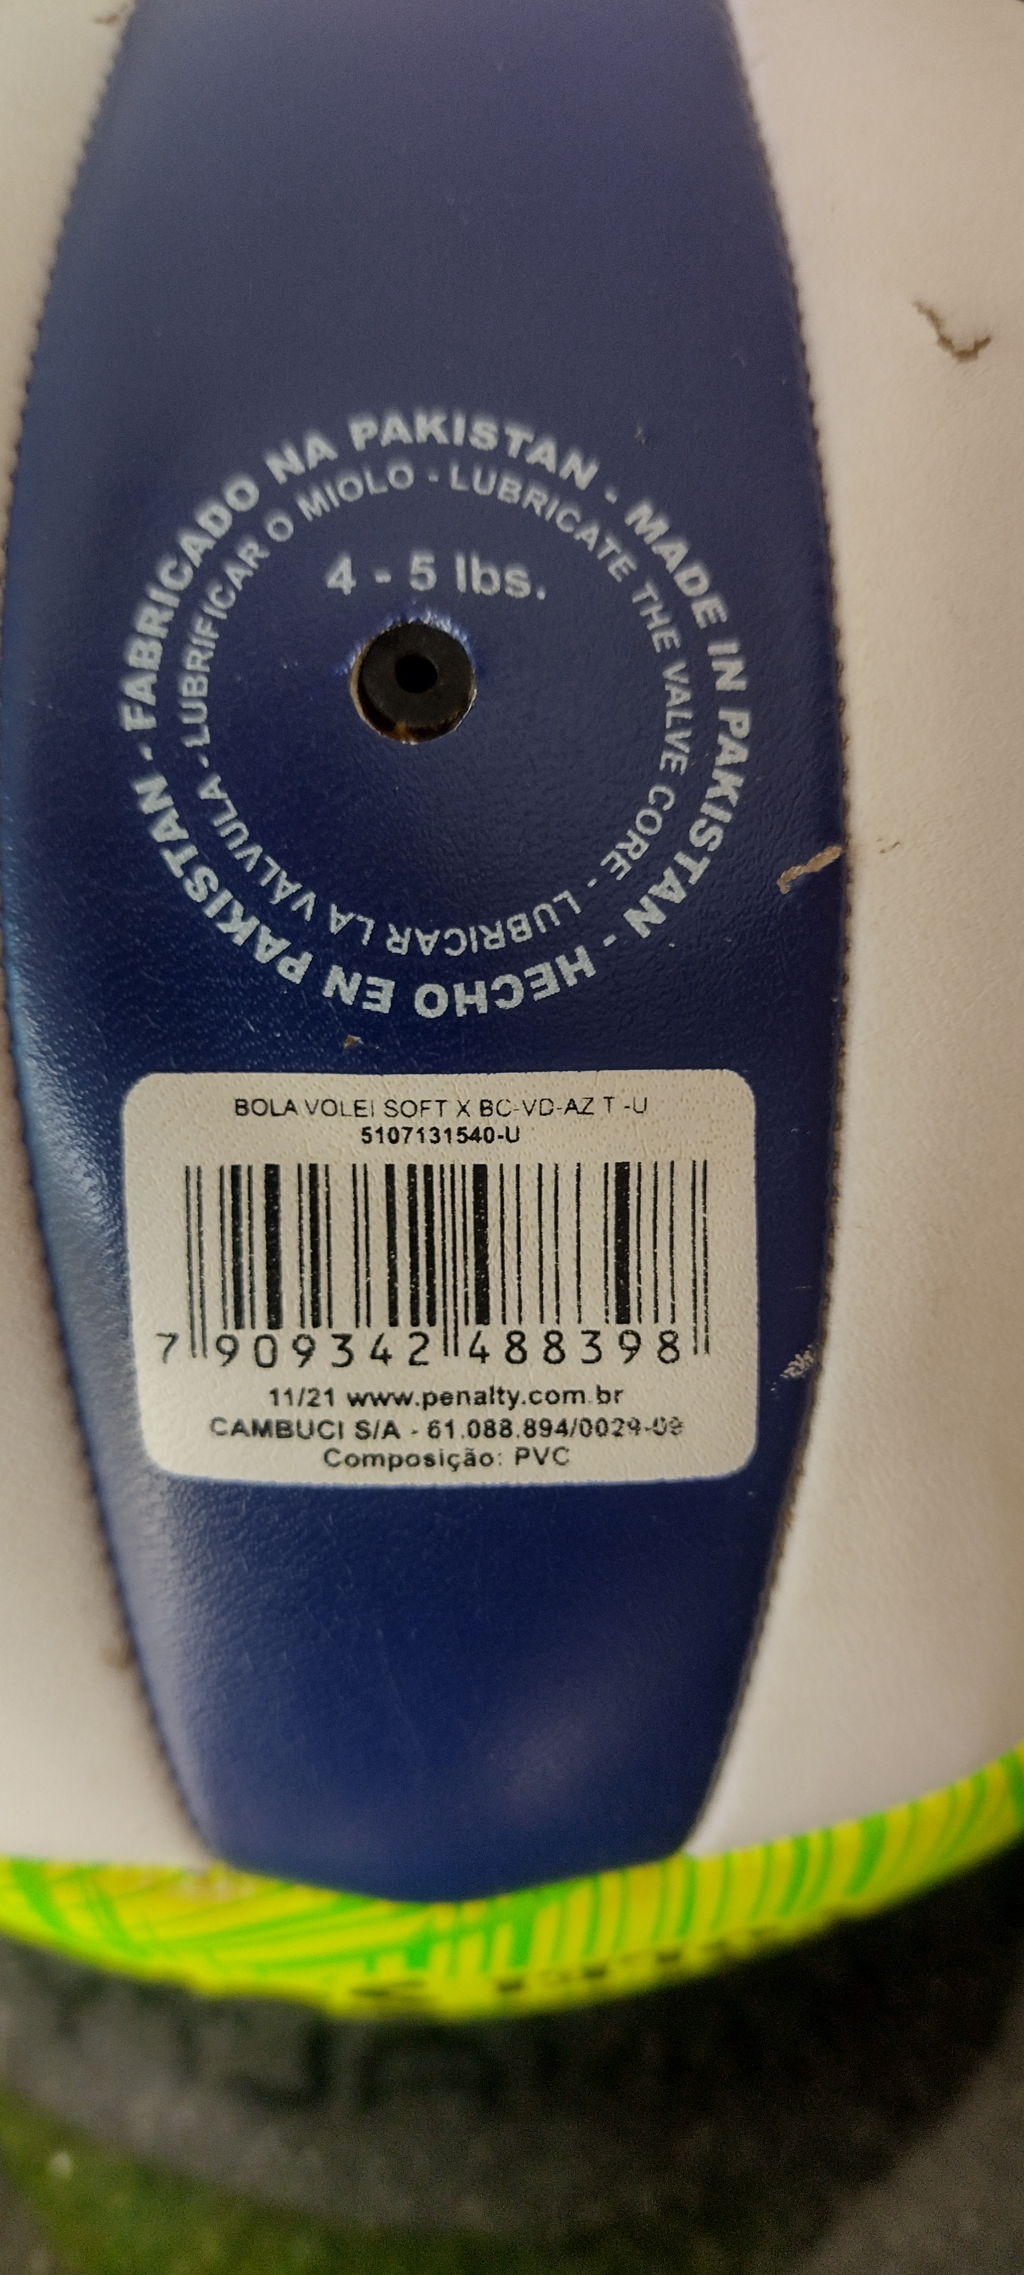 FABRICADO NA PAKISTAN - MADE IN PAKISTAN - HECHO EN PAKISTAN -
LUBRIFICAR O MIOLO - LUBRICATE THE VALVE CORE - LUBRICAR LA VÁLVULA -
4 - 5 lbs.
BOLA VOLEI SOFT X BC-VD-AZ T -U
5107131540-U
7 909342 488398
11/21 www.penalty.com.br
CAMBUCI S/A - 61.088.894/0029-09
Composição: PVC